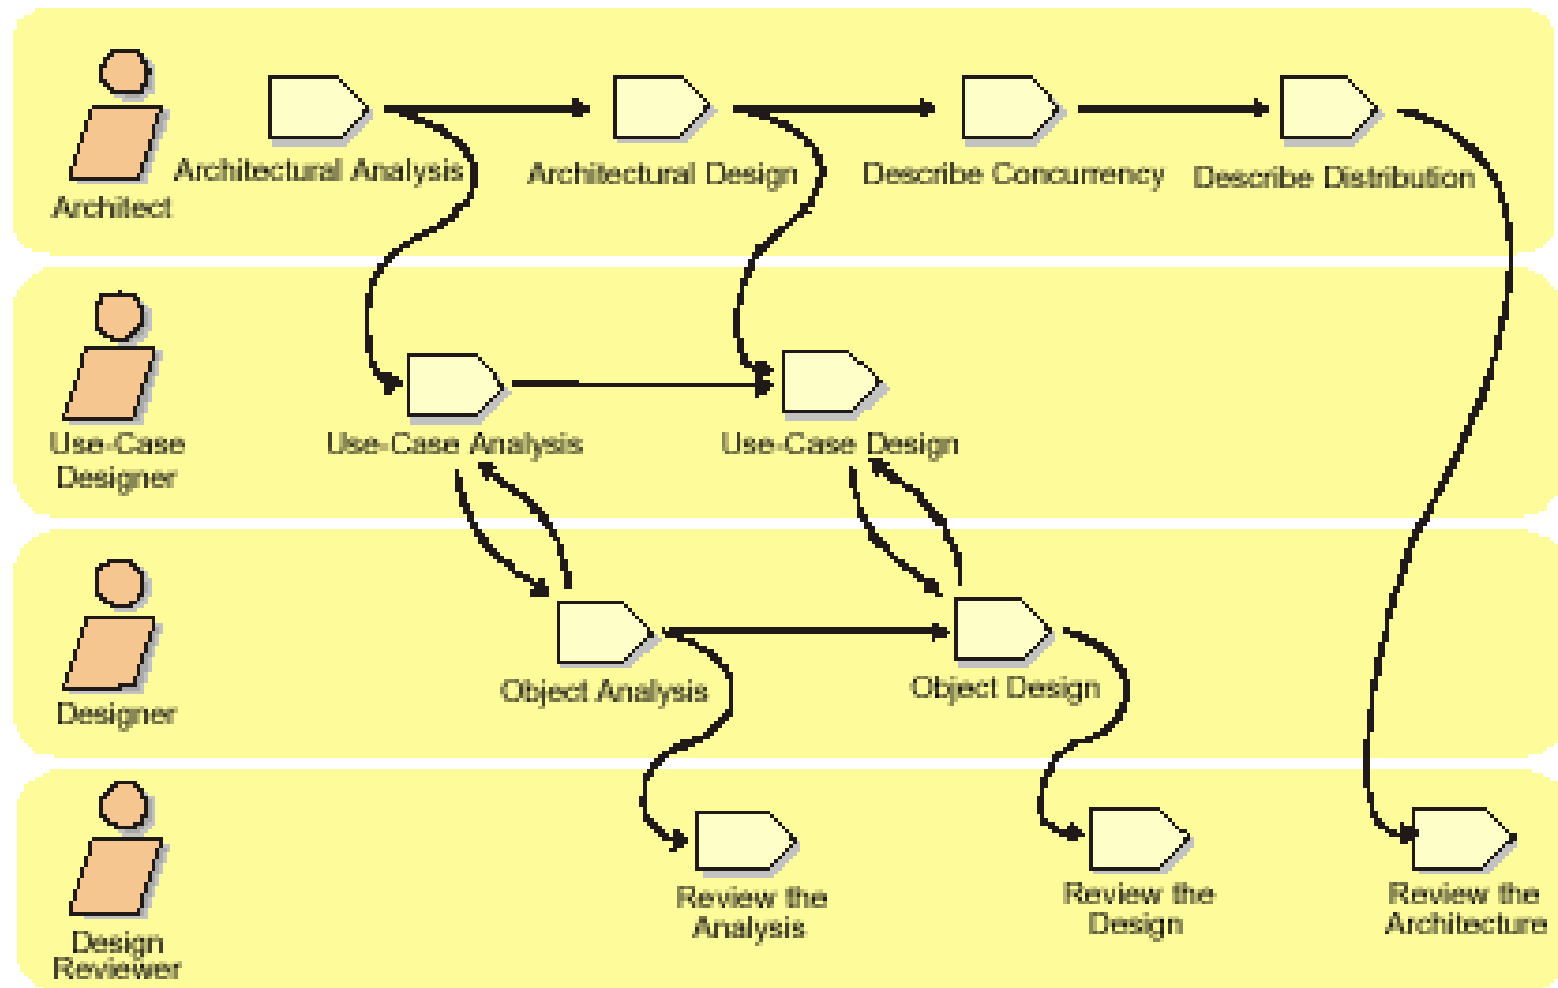 Architectural Analysis
Architectural Design
Describe Concurrency
Describe Distribution
Architect
Use-Case
Designer
Use-Case Analysis
Use-Case Design
Designer
Object Analysis
Object Design
Design
Reviewer
Review the
Analysis
Review the
Design
Review the
Architecture